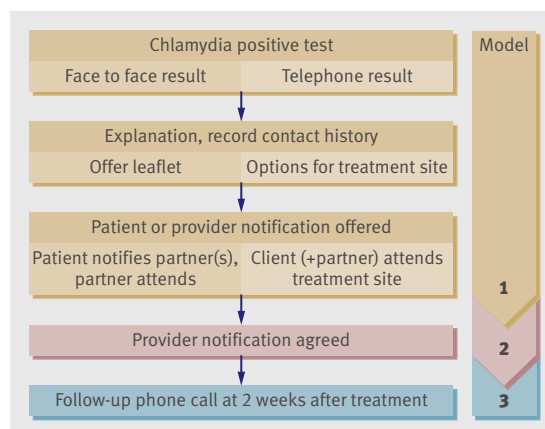 Chlamydia positive test
Model
Face to face result
Telephone result
Explanation, record contact history
Offer leaflet
Options for treatment site
Patient or provider notification offered
Patient notifies partner(s),
partner attends
Client (+partner) attends
treatment site
1
Provider notification agreed
2
Follow-up phone call at 2 weeks after treatment
3